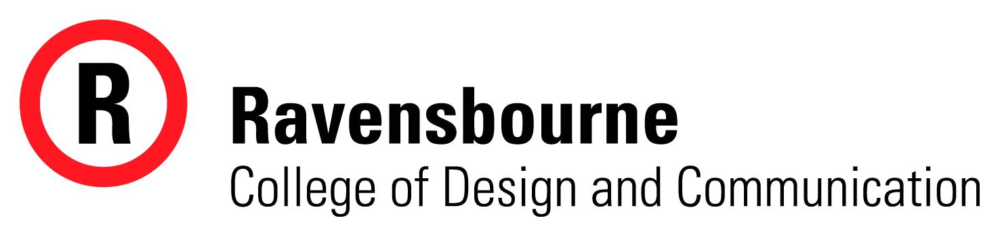 R
Ravensbourne
College of Design and Communication